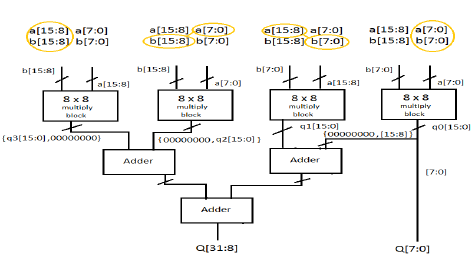 a[15:8] a[7:0] a[15:8] a[7:0] a[15:8] a[7:0] a[15:8] a[7:0]
b[15:8] b[7:0] b[15:8] b[7:0] b[15:8] b[7:0] b[15:8] b[7:0]
b[15:8] b[15:8] b[7:0] b[7:0]
a[15:8] a[7:0] a[15:8] a[7:0]
8 x 8 8 x 8 8 x 8 8 x 8
multiply multiply multiply multiply
block block block block
q1[15:0] q0[15:0]
{q3[15:0],00000000} {00000000,q2[15:0]} {00000000,[15:8]}
Adder Adder
[7:0]
Adder
Q[31:8] Q[7:0]